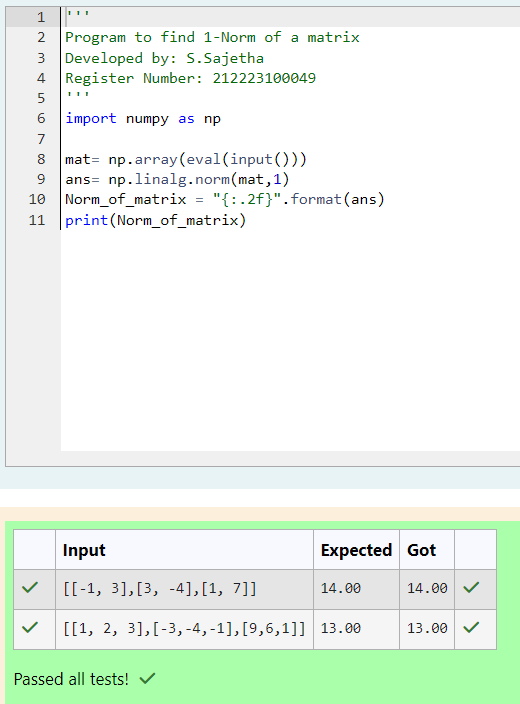 1 '''
2 Program to find 1-Norm of a matrix
3 Developed by: S.Sajetha
4 Register Number: 212223100049
5 '''
6 import numpy as np
7
8 mat= np.array(eval(input()))
9 ans= np.linalg.norm(mat,1)
10 Norm_of_matrix = "{:.2f}".format(ans)
11 print(Norm_of_matrix)
Input Expected Got
[[-1, 3],[3, -4],[1, 7]] 14.00 14.00
[[1, 2, 3],[-3,-4,-1],[9,6,1]] 13.00 13.00
Passed all tests!